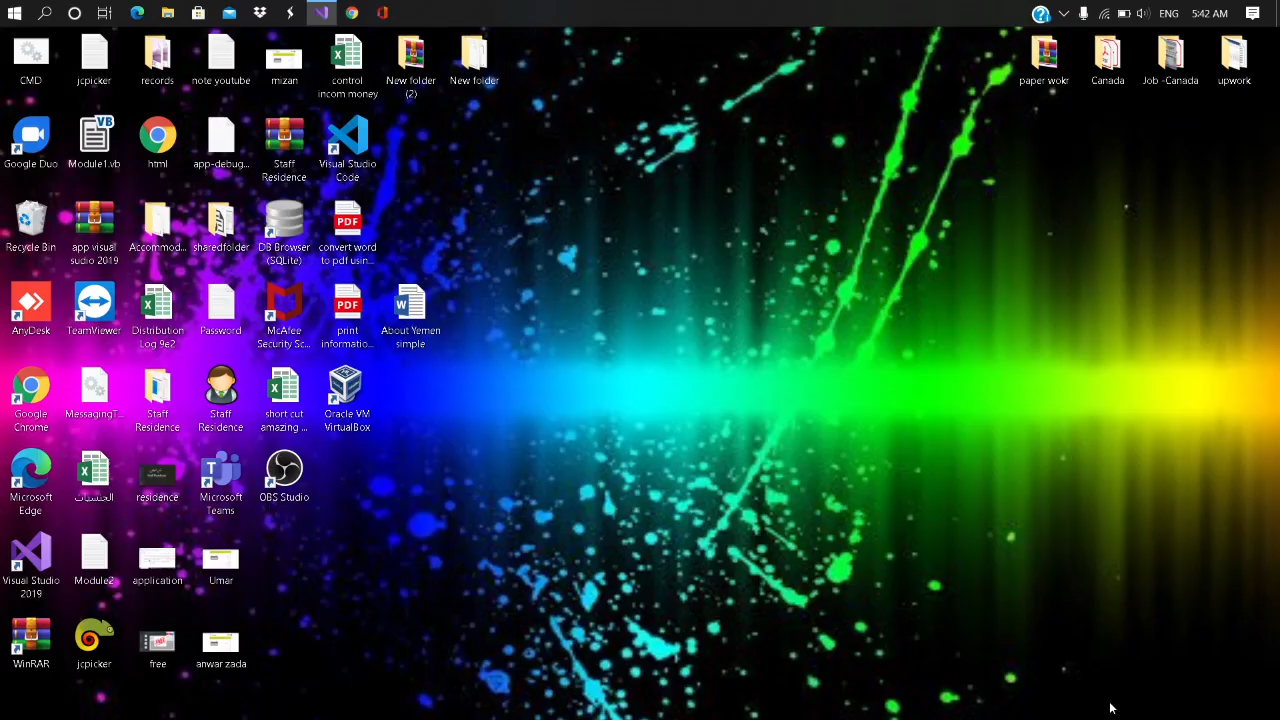 ENG 5:42 AM
CMD
jcpicker
records
note youtube
mizan
control
incom money
New folder
(2)
New folder
paper wokr
Canada
Job -Canada
upwork
Google Duo
Module1.vb
html
app-debug...
Staff
Residence
Visual Studio
Code
Recycle Bin
app visual
sudio 2019
Accommod...
sharedfolder
DB Browser
(SQLite)
convert word
to pdf usin...
AnyDesk
TeamViewer
Distribution
Log 9e2
Password
McAfee
Security Sc...
print
informatio...
About Yemen
simple
Google
Chrome
MessagingT...
Staff
Residence
Staff
Residence
short cut
amazing ...
Oracle VM
VirtualBox
Microsoft
Edge
الجنسيات
residence
Microsoft
Teams
OBS Studio
Visual Studio
2019
Module2
application
Umar
WinRAR
jcpicker
free
anwar zada